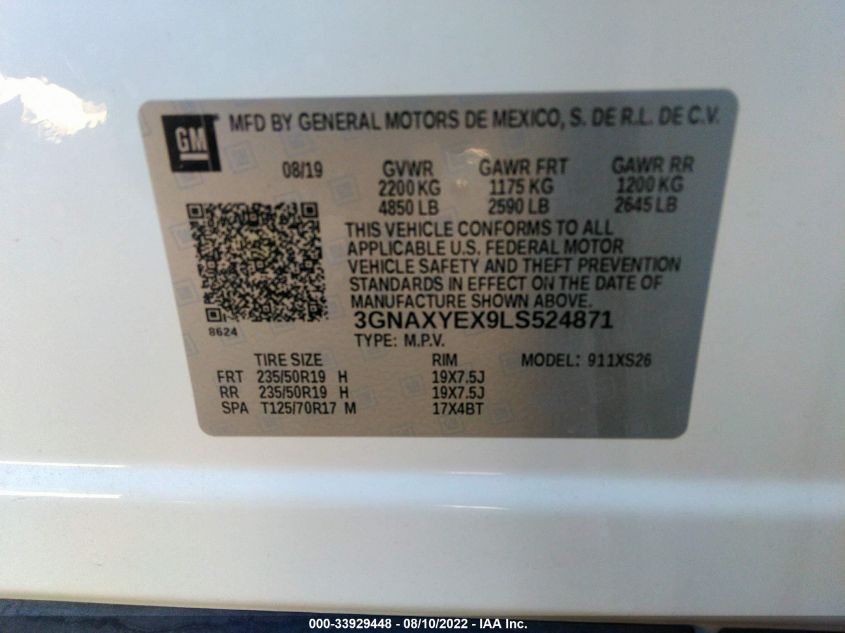 GM MFD BY GENERAL MOTORS DE MEXICO, S. DE R.L. DE C.V.
08/19 GVWR GAWR FRT GAWR RR
2200 KG 1175 KG 1200 KG
4850 LB 2590 LB 2645 LB
THIS VEHICLE CONFORMS TO ALL
APPLICABLE U.S. FEDERAL MOTOR
VEHICLE SAFETY AND THEFT PREVENTION
STANDARDS IN EFFECT ON THE DATE OF
MANUFACTURE SHOWN ABOVE.
8624 3GNAXYEX9LS524871
TYPE: M.P.V.
TIRE SIZE RIM MODEL: 911XS26
FRT 235/50R19 H 19X7.5J
RR 235/50R19 H 19X7.5J
SPA T125/70R17 M 17X4BT
000-33929448 - 08/10/2022 - IAA Inc.